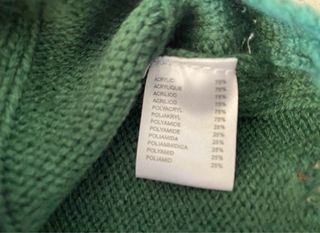 ACRYLIC 75%
ACRYLIQUE 75%
ACRILICO 75%
ACRILICO 75%
POLYACRYL 75%
POLIAKRYL 75%
POLYAMIDE 25%
POLYAMIDE 25%
POLIAMIDA 25%
POLIAMMIDICA 25%
POLYAMID 25%
POLIAMID 25%